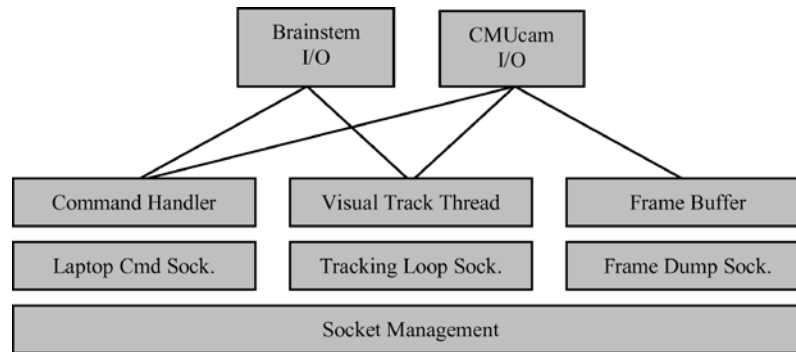 Brainstem
I/O
CMUcam
I/O
Command Handler
Visual Track Thread
Frame Buffer
Laptop Cmd Sock.
Tracking Loop Sock.
Frame Dump Sock.
Socket Management